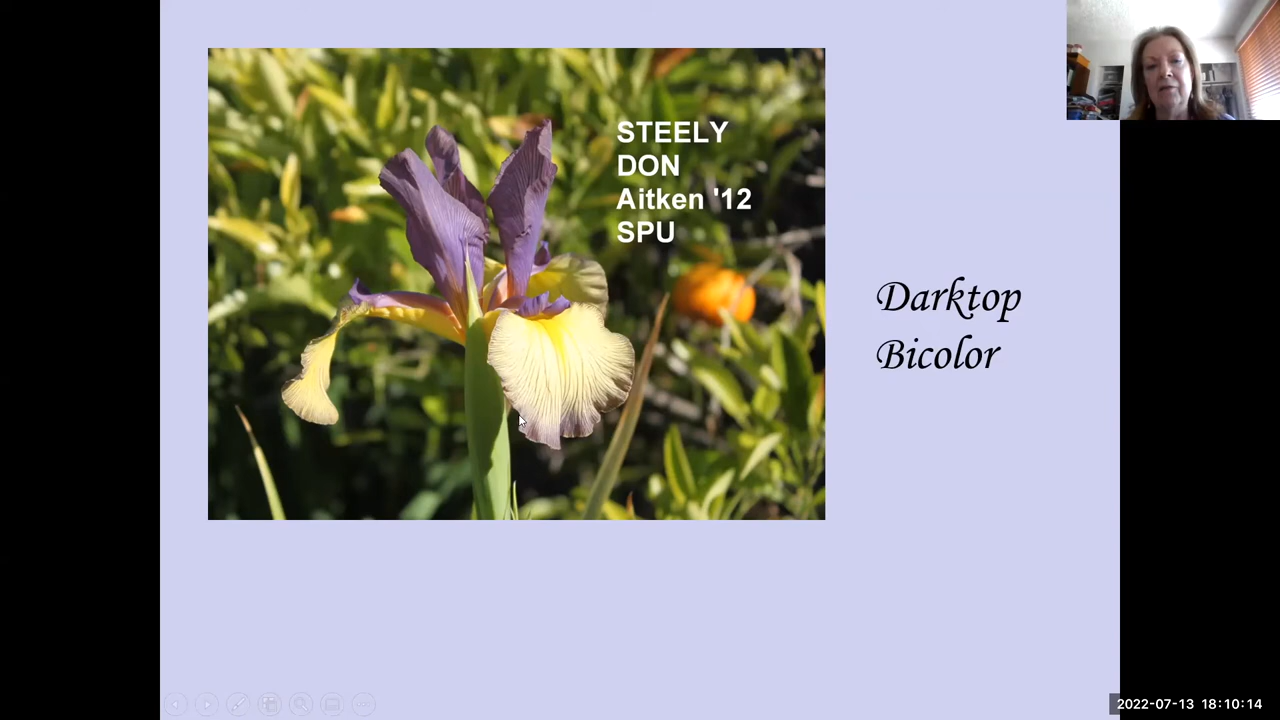 STEELY
DON
Aitken '12
SPU
Darktop
Bicolor
2022-07-13 18:10:14